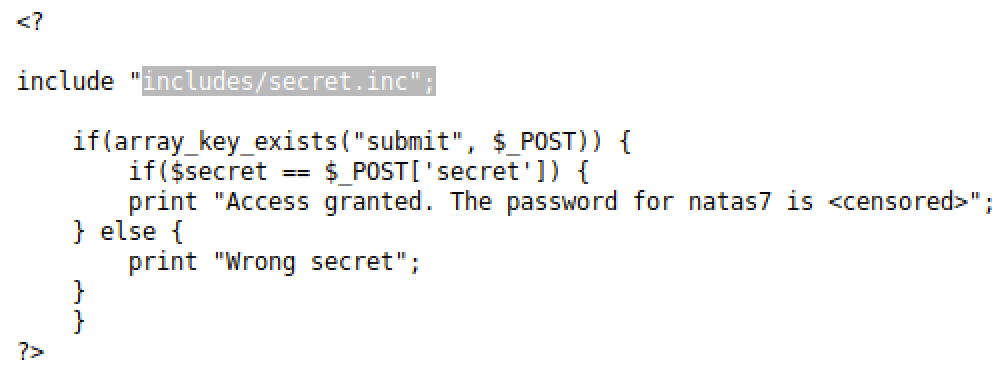 <?
include "includes/secret.inc";
if(array_key_exists("submit", $_POST)) {
if($secret == $_POST['secret']) {
print "Access granted. The password for natas7 is <censored>";
} else {
print "Wrong secret";
}
}
?>